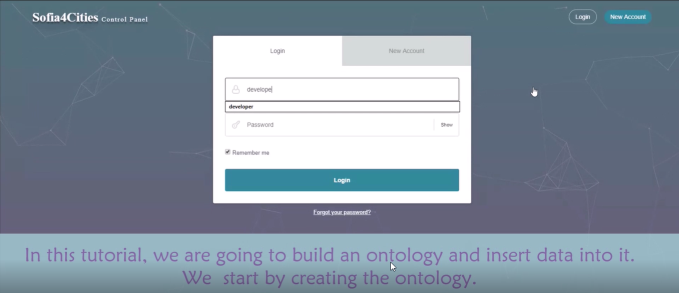 Sofia4Cities Control Panel
Login New Account
Login New Account
develope
developer
Password Show
Remember me
Login
Forgot your password?
In this tutorial, we are going to build an ontology and insert data into it.
We start by creating the ontology.